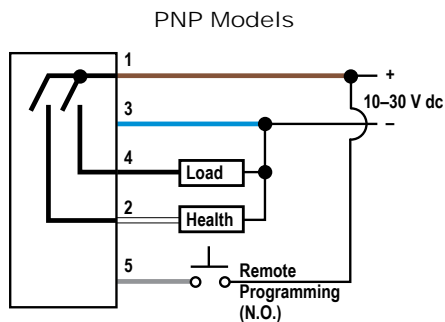 PNP Models
1
+
10–30 V dc
3
–
4
Load
2
Health
5
Remote
Programming
(N.O.)